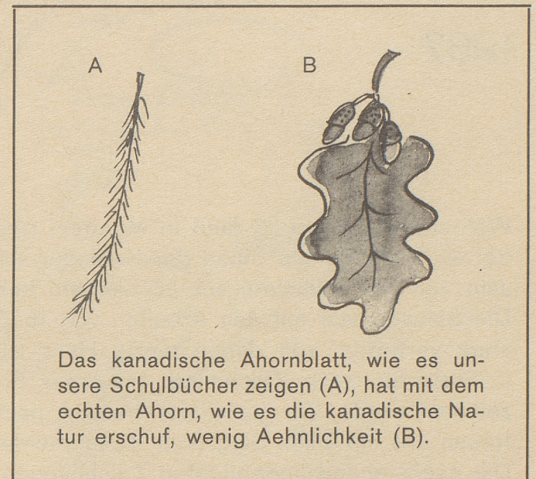 A
B
Das kanadische Ahornblatt, wie es un-
sere Schulbücher zeigen (A), hat mit dem
echten Ahorn, wie es die kanadische Na-
tur erschuf, wenig Aehnlichkeit (B).